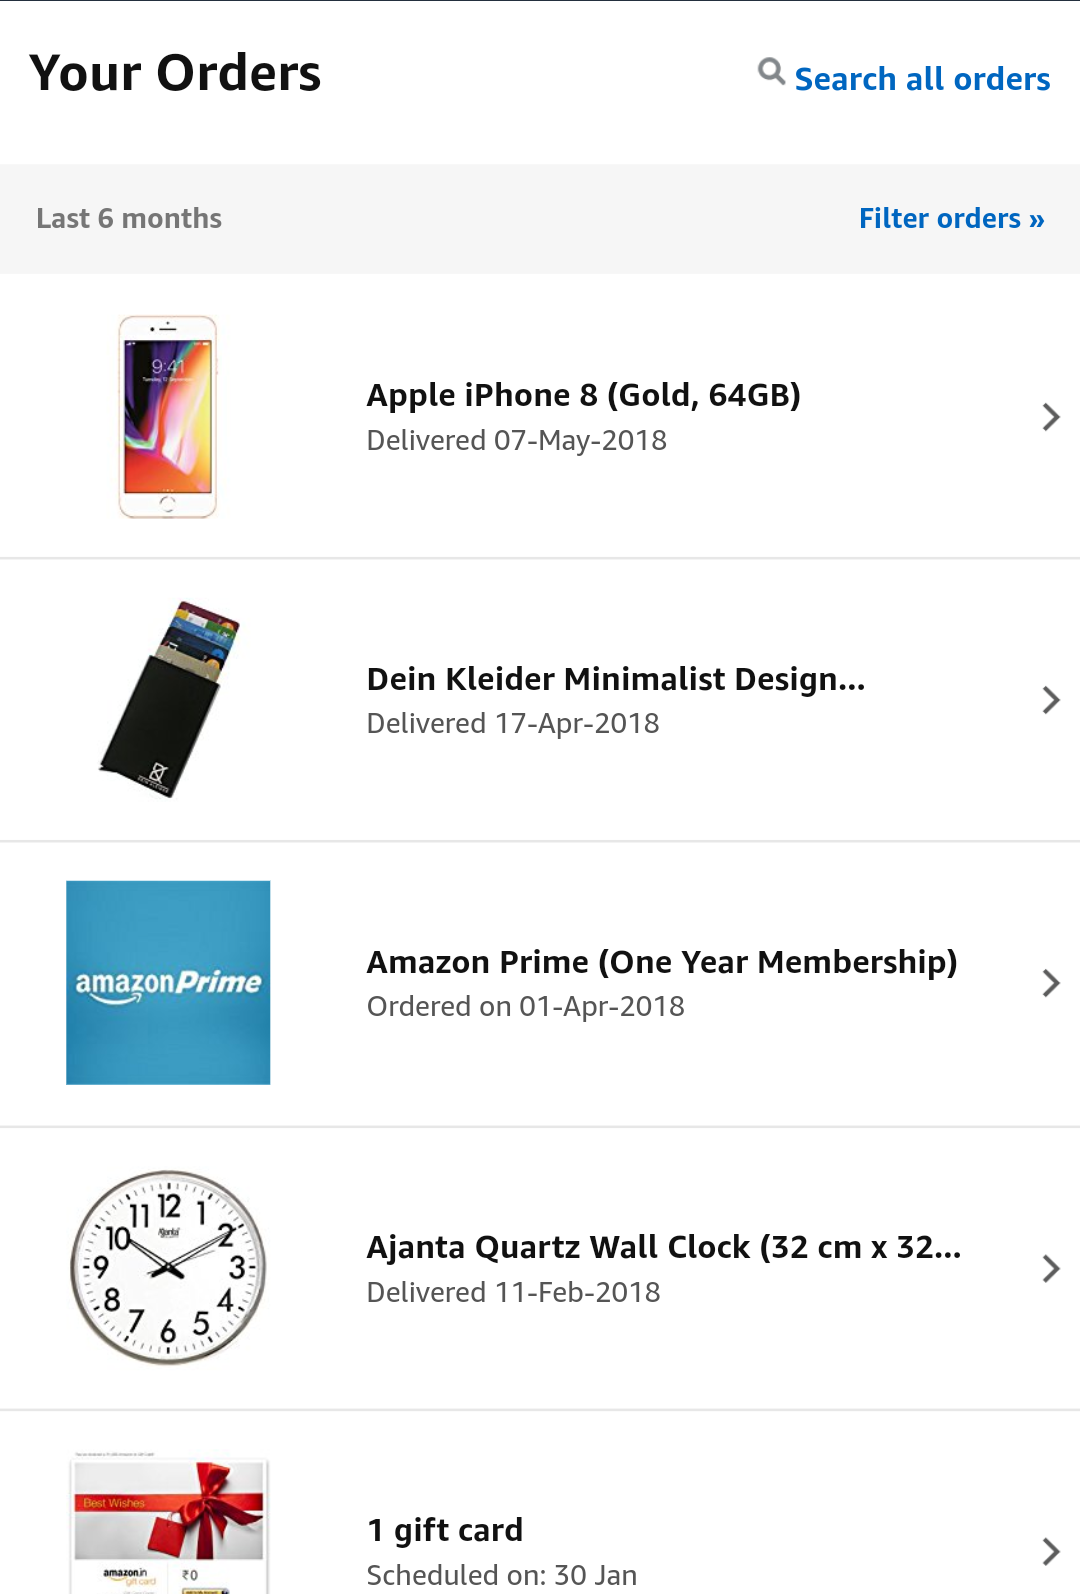 Your Orders
Search all orders
Last 6 months
Filter orders »
9:41
Apple iPhone 8 (Gold, 64GB)
Delivered 07-May-2018
Dein Kleider Minimalist Design...
Delivered 17-Apr-2018
amazonPrime
Amazon Prime (One Year Membership)
Ordered on 01-Apr-2018
12
11 1
10 2
Ajanta
9 3
8 4
7 5
6
Ajanta Quartz Wall Clock (32 cm x 32...
Delivered 11-Feb-2018
Best Wishes
amazon.in
gift card
₹0
1 gift card
Scheduled on: 30 Jan